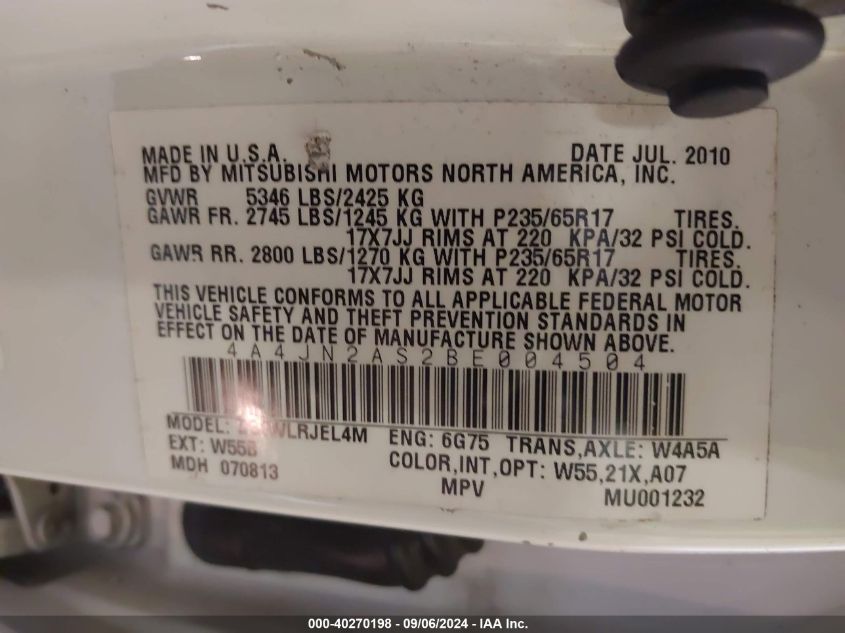 MADE IN U.S.A. DATE JUL. 2010
MFD BY MITSUBISHI MOTORS NORTH AMERICA, INC.
GVWR 5346 LBS/2425 KG
GAWR FR. 2745 LBS/1245 KG WITH P235/65R17 TIRES.
17X7JJ RIMS AT 220 KPA/32 PSI COLD.
GAWR RR. 2800 LBS/1270 KG WITH P235/65R17 TIRES.
17X7JJ RIMS AT 220 KPA/32 PSI COLD.
THIS VEHICLE CONFORMS TO ALL APPLICABLE FEDERAL MOTOR
VEHICLE SAFETY AND THEFT PREVENTION STANDARDS IN
EFFECT ON THE DATE OF MANUFACTURE SHOWN ABOVE.
4A4JN2AS2BE004504
MODEL: ENG: 6G75 TRANS,AXLE: W4A5A
EXT: W55B COLOR,INT,OPT: W55,21X,A07
MDH 070813 MPV MU001232
000-40270198 - 09/06/2024 - IAA Inc.